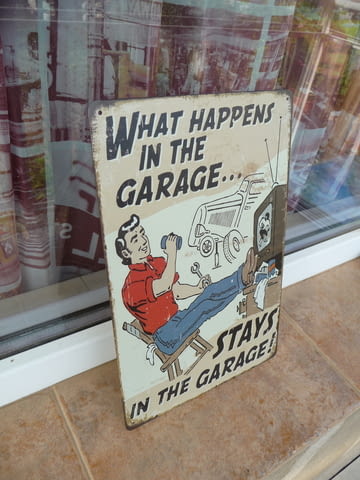 WHAT HAPPENS
IN THE
GARAGE...
STAYS
IN THE GARAGE!